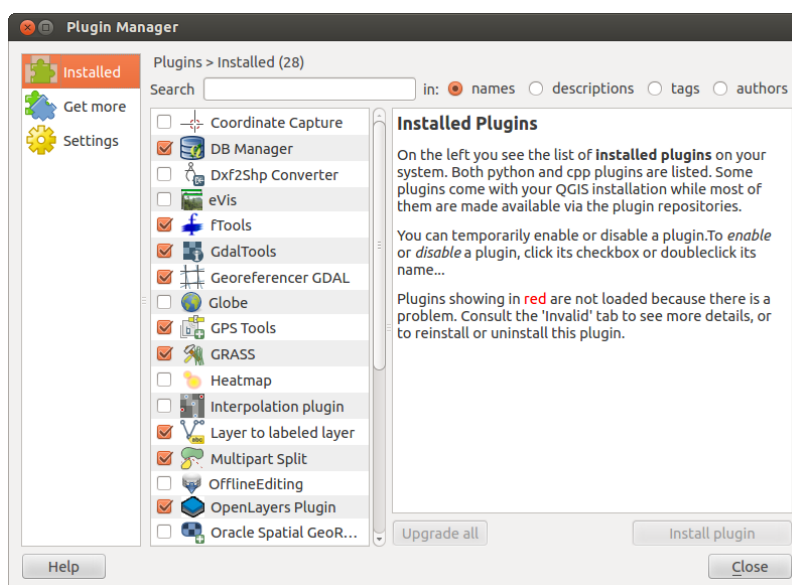 Plugin Manager
Installed
Get more
Settings
Plugins > Installed (28)
Search
in: names descriptions tags authors
Coordinate Capture
DB Manager
Dxf2Shp Converter
eVis
fTools
GdalTools
Georeferencer GDAL
Globe
GPS Tools
GRASS
Heatmap
Interpolation plugin
Layer to labeled layer
Multipart Split
OfflineEditing
OpenLayers Plugin
Oracle Spatial GeoR...
Installed Plugins
On the left you see the list of installed plugins on your
system. Both python and cpp plugins are listed. Some
plugins come with your QGIS installation while most of
them are made available via the plugin repositories.
You can temporarily enable or disable a plugin.To enable
or disable a plugin, click its checkbox or doubleclick its
name...
Plugins showing in red are not loaded because there is a
problem. Consult the 'Invalid' tab to see more details, or
to reinstall or uninstall this plugin.
Upgrade all
Install plugin
Help
Close